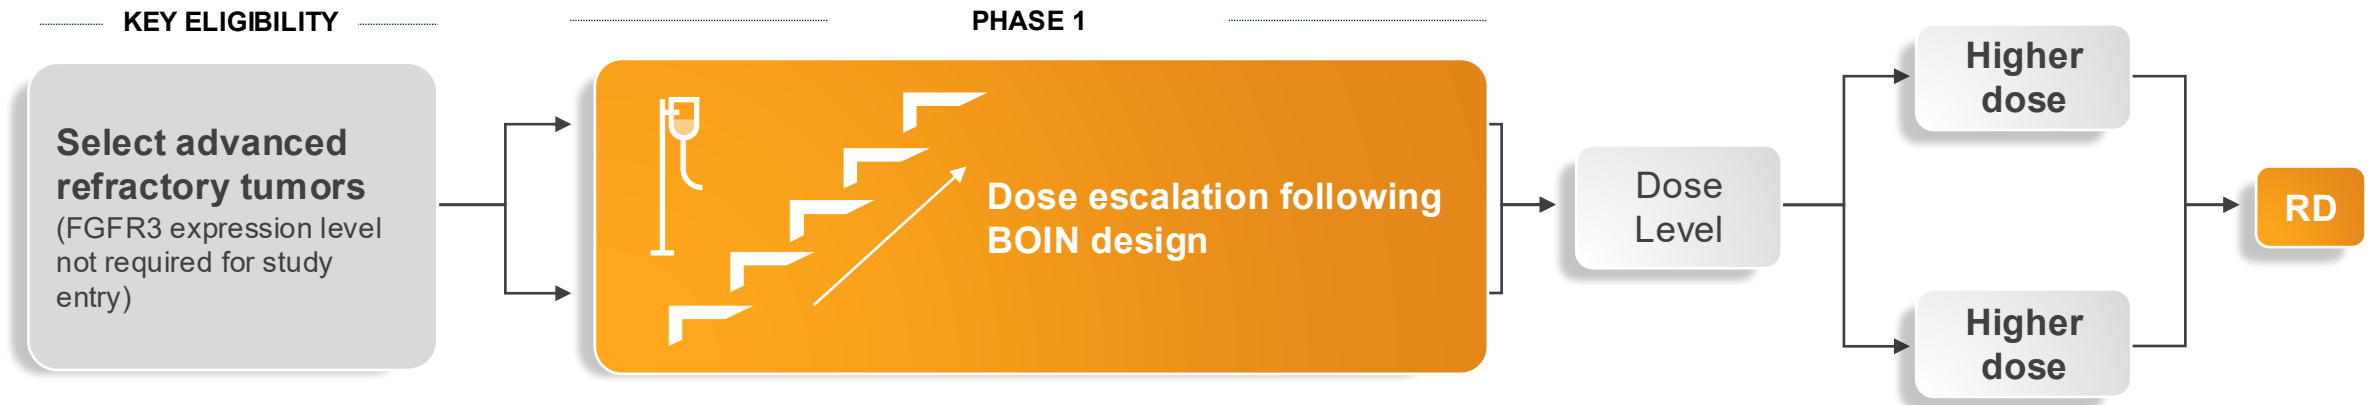 KEY ELIGIBILITY
Select advanced
refractory tumors
(FGFR3 expression level
not required for study
entry)
PHASE 1
Dose escalation following
BOIN design
Dose
Level
Higher
dose
Higher
dose
RD